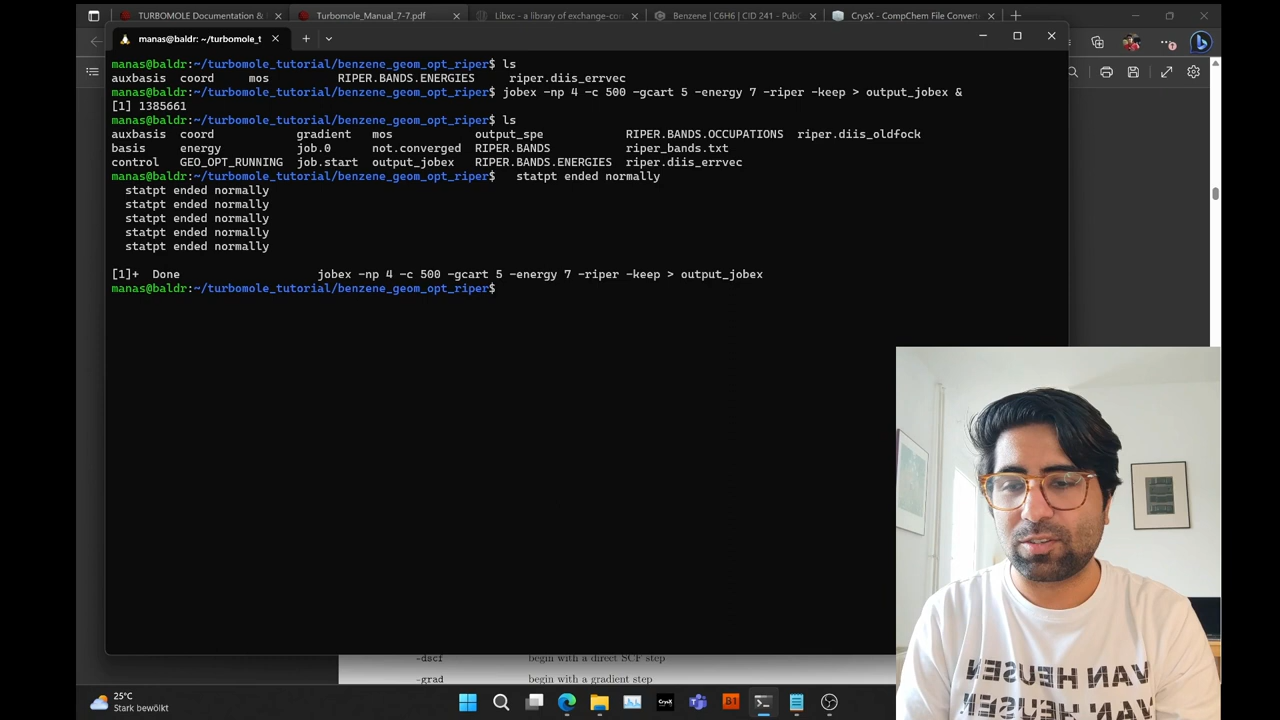 TURBOMOLE Documentation &
Turbomole_Manual_7-7.pdf
Libxc - a library of exchange-cor
Benzene | C6H6 | CID 241 - PubC
CrysX - CompChem File Convert
manas@baldr: ~/turbomole_t
manas@baldr:~/turbomole_tutorial/benzene_geom_opt_riper$ ls
auxbasis coord mos RIPER.BANDS.ENERGIES riper.diis_errvec
manas@baldr:~/turbomole_tutorial/benzene_geom_opt_riper$ jobex -np 4 -c 500 -gcart 5 -energy 7 -riper -keep > output_jobex &
[1] 1385661
manas@baldr:~/turbomole_tutorial/benzene_geom_opt_riper$ ls
auxbasis coord gradient mos output_spe RIPER.BANDS.OCCUPATIONS riper.diis_oldfock
basis energy job.0 not.converged RIPER.BANDS riper_bands.txt
control GEO_OPT_RUNNING job.start output_jobex RIPER.BANDS.ENERGIES riper.diis_errvec
manas@baldr:~/turbomole_tutorial/benzene_geom_opt_riper$ statpt ended normally
statpt ended normally
statpt ended normally
statpt ended normally
statpt ended normally
statpt ended normally
[1]+ Done jobex -np 4 -c 500 -gcart 5 -energy 7 -riper -keep > output_jobex
manas@baldr:~/turbomole_tutorial/benzene_geom_opt_riper$
-dscf begin with a direct SCF step
-grad begin with a gradient step
VAN HEUSEN
VAN HEUSEN
25°C
Stark bewölkt
CrysX
B1